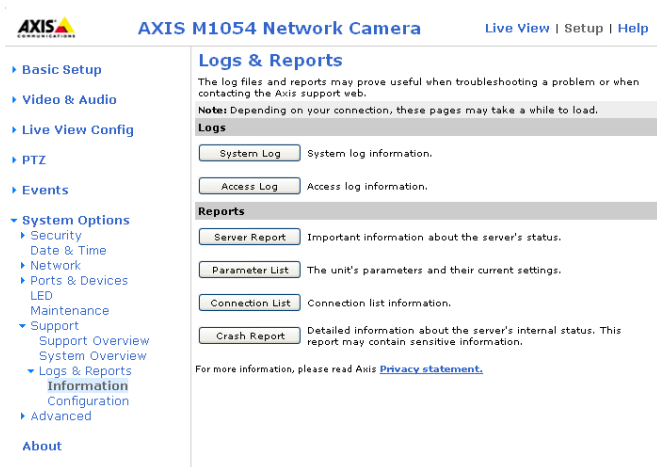 AXIS
COMMUNICATIONS
AXIS M1054 Network Camera
Live View | Setup | Help
Basic Setup
Video & Audio
Live View Config
PTZ
Events
System Options
Security
Date & Time
Network
Ports & Devices
LED
Maintenance
Support
Support Overview
System Overview
Logs & Reports
Information
Configuration
Advanced
About
Logs & Reports
The log files and reports may prove useful when troubleshooting a problem or when
contacting the Axis support web.
Note: Depending on your connection, these pages may take a while to load.
Logs
System Log System log information.
Access Log Access log information.
Reports
Server Report Important information about the server's status.
Parameter List The unit's parameters and their current settings.
Connection List Connection list information.
Crash Report Detailed information about the server's internal status. This
report may contain sensitive information.
For more information, please read Axis Privacy statement.